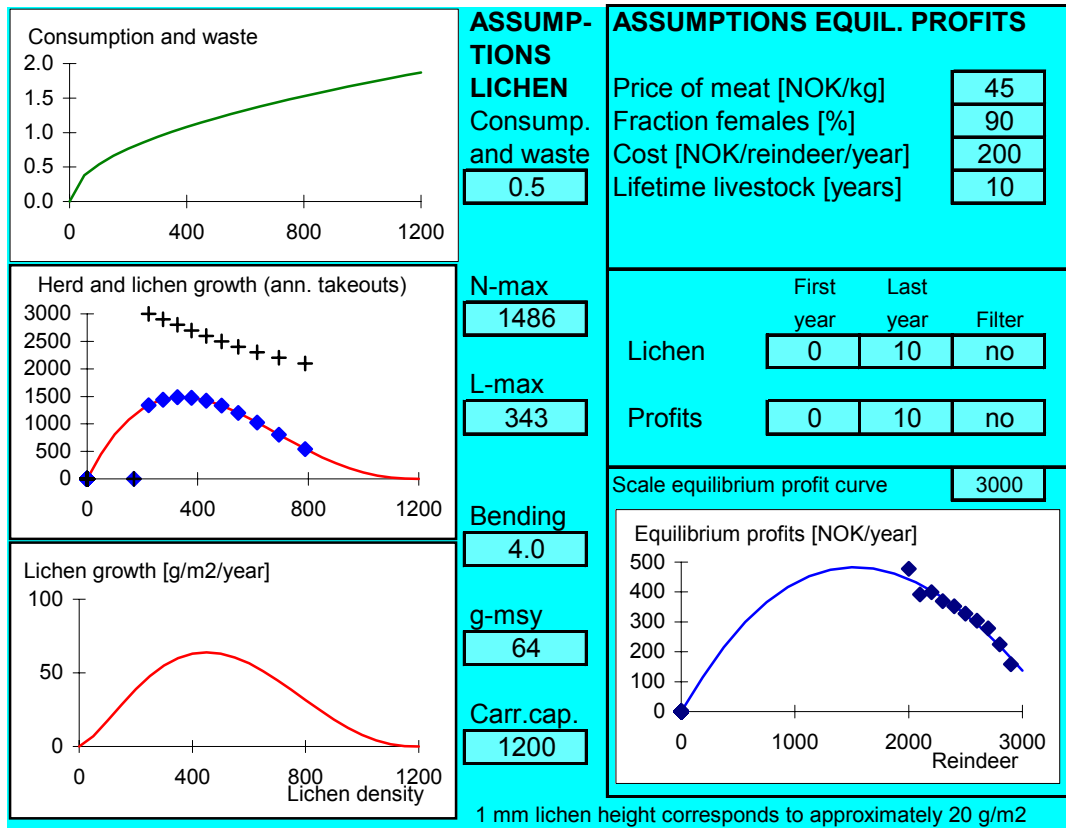 Consumption and waste
2.0
1.5
1.0
0.5
0.0
0 400 800 1200
Herd and lichen growth (ann. takeouts)
3000
2500
2000
1500
1000
500
0
0 400 800 1200
Lichen growth [g/m2/year]
100
50
0
0 400 800 1200
Lichen density
ASSUMP-
TIONS
LICHEN
Consump.
and waste
0.5
N-max
1486
L-max
343
Bending
4.0
g-msy
64
Carr.cap.
1200
ASSUMPTIONS EQUIL. PROFITS
Price of meat [NOK/kg] 45
Fraction females [%] 90
Cost [NOK/reindeer/year] 200
Lifetime livestock [years] 10
First Last
year year Filter
Lichen 0 10 no
Profits 0 10 no
Scale equilibrium profit curve 3000
Equilibrium profits [NOK/year]
500
400
300
200
100
0
0 1000 2000 3000
Reindeer
1 mm lichen height corresponds to approximately 20 g/m2